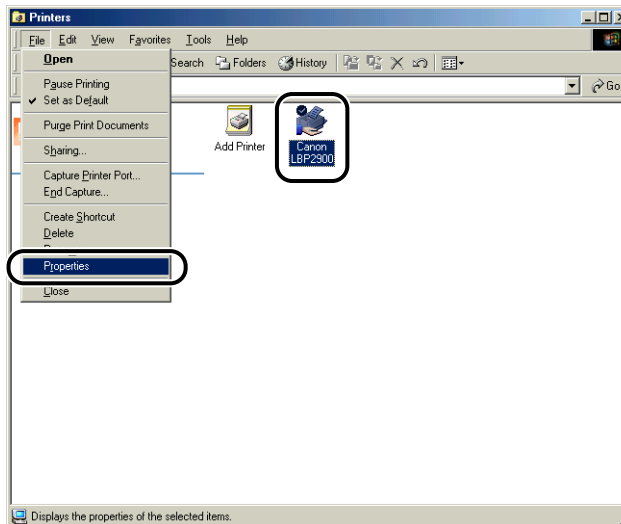 Printers
File Edit View Favorites Tools Help
Search Folders History
Go
Open
Pause Printing
✔ Set as Default
Purge Print Documents
Sharing...
Capture Printer Port...
End Capture...
Create Shortcut
Delete
Properties
Close
Add Printer
Canon
LBP2900
Displays the properties of the selected items.